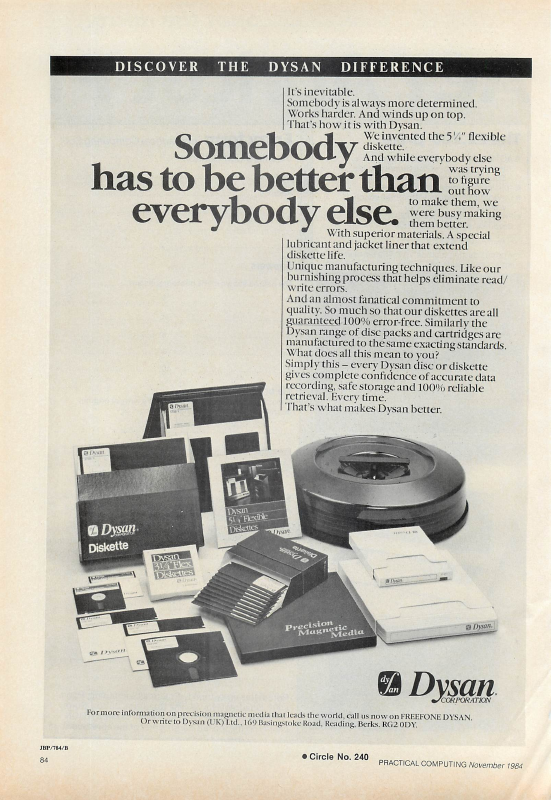 DISCOVER THE DYSAN DIFFERENCE
It's inevitable.
Somebody is always more determined.
Works harder. And winds up on top.
That's how it is with Dysan.
Somebody
has to be better than
everybody else.
We invented the 5¼" flexible
diskette.
And while everybody else
was trying
to figure
out how
to make them, we
were busy making
them better.
With superior materials. A special
lubricant and jacket liner that extend
diskette life.
Unique manufacturing techniques. Like our
burnishing process that helps eliminate read/
write errors.
And an almost fanatical commitment to
quality. So much so that our diskettes are all
guaranteed 100% error-free. Similarly the
Dysan range of disc packs and cartridges are
manufactured to the same exacting standards.
What does all this mean to you?
Simply this – every Dysan disc or diskette
gives complete confidence of accurate data
recording, safe storage and 100% reliable
retrieval. Every time.
That's what makes Dysan better.
Dysan
Dysan
Dysan
Diskette
Dysan
5¼ Flexible
Diskettes
Dysan
Dysan
5¼ Flex
Diskettes
Dysan
Diskette
Precision
Magnetic
Media
Dysan
Dysan
Dysan
dy
san
Dysan
CORPORATION
For more information on precision magnetic media that leads the world, call us now on FREEFONE DYSAN.
Or write to Dysan (UK) Ltd., 169 Basingstoke Road, Reading, Berks. RG2 0DY.
JBP/784/B
84
● Circle No. 240
PRACTICAL COMPUTING November 1984